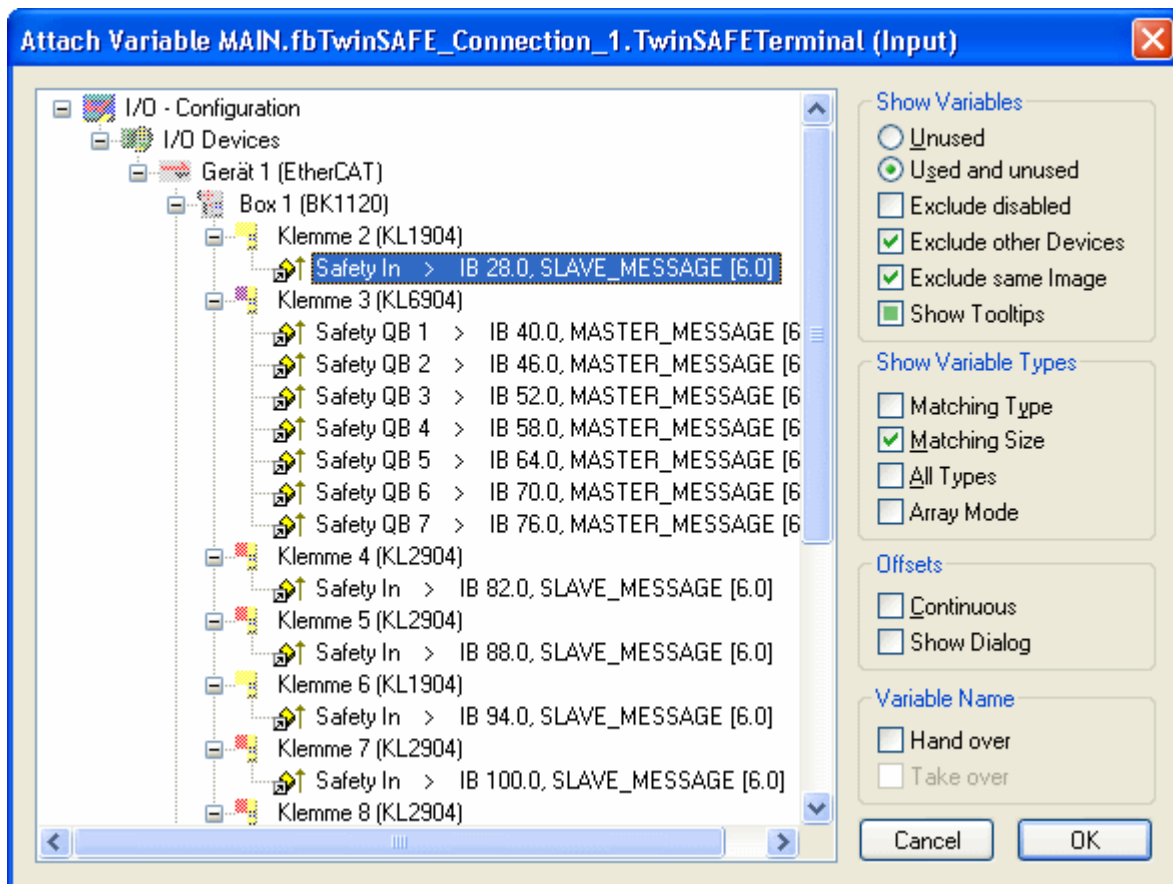 Attach Variable MAIN.fbTwinSAFE_Connection_1.TwinSAFETerminal (Input)
I/O - Configuration
I/O Devices
Gerät 1 (EtherCAT)
Box 1 (BK1120)
Klemme 2 (KL1904)
Safety In > IB 28.0, SLAVE_MESSAGE [6.0]
Klemme 3 (KL6904)
Safety QB 1 > IB 40.0, MASTER_MESSAGE [6
Safety QB 2 > IB 46.0, MASTER_MESSAGE [6
Safety QB 3 > IB 52.0, MASTER_MESSAGE [6
Safety QB 4 > IB 58.0, MASTER_MESSAGE [6
Safety QB 5 > IB 64.0, MASTER_MESSAGE [6
Safety QB 6 > IB 70.0, MASTER_MESSAGE [6
Safety QB 7 > IB 76.0, MASTER_MESSAGE [6
Klemme 4 (KL2904)
Safety In > IB 82.0, SLAVE_MESSAGE [6.0]
Klemme 5 (KL2904)
Safety In > IB 88.0, SLAVE_MESSAGE [6.0]
Klemme 6 (KL1904)
Safety In > IB 94.0, SLAVE_MESSAGE [6.0]
Klemme 7 (KL2904)
Safety In > IB 100.0, SLAVE_MESSAGE [6.0]
Klemme 8 (KL2904)
Show Variables
Unused
Used and unused
Exclude disabled
Exclude other Devices
Exclude same Image
Show Tooltips
Show Variable Types
Matching Type
Matching Size
All Types
Array Mode
Offsets
Continuous
Show Dialog
Variable Name
Hand over
Take over
Cancel
OK